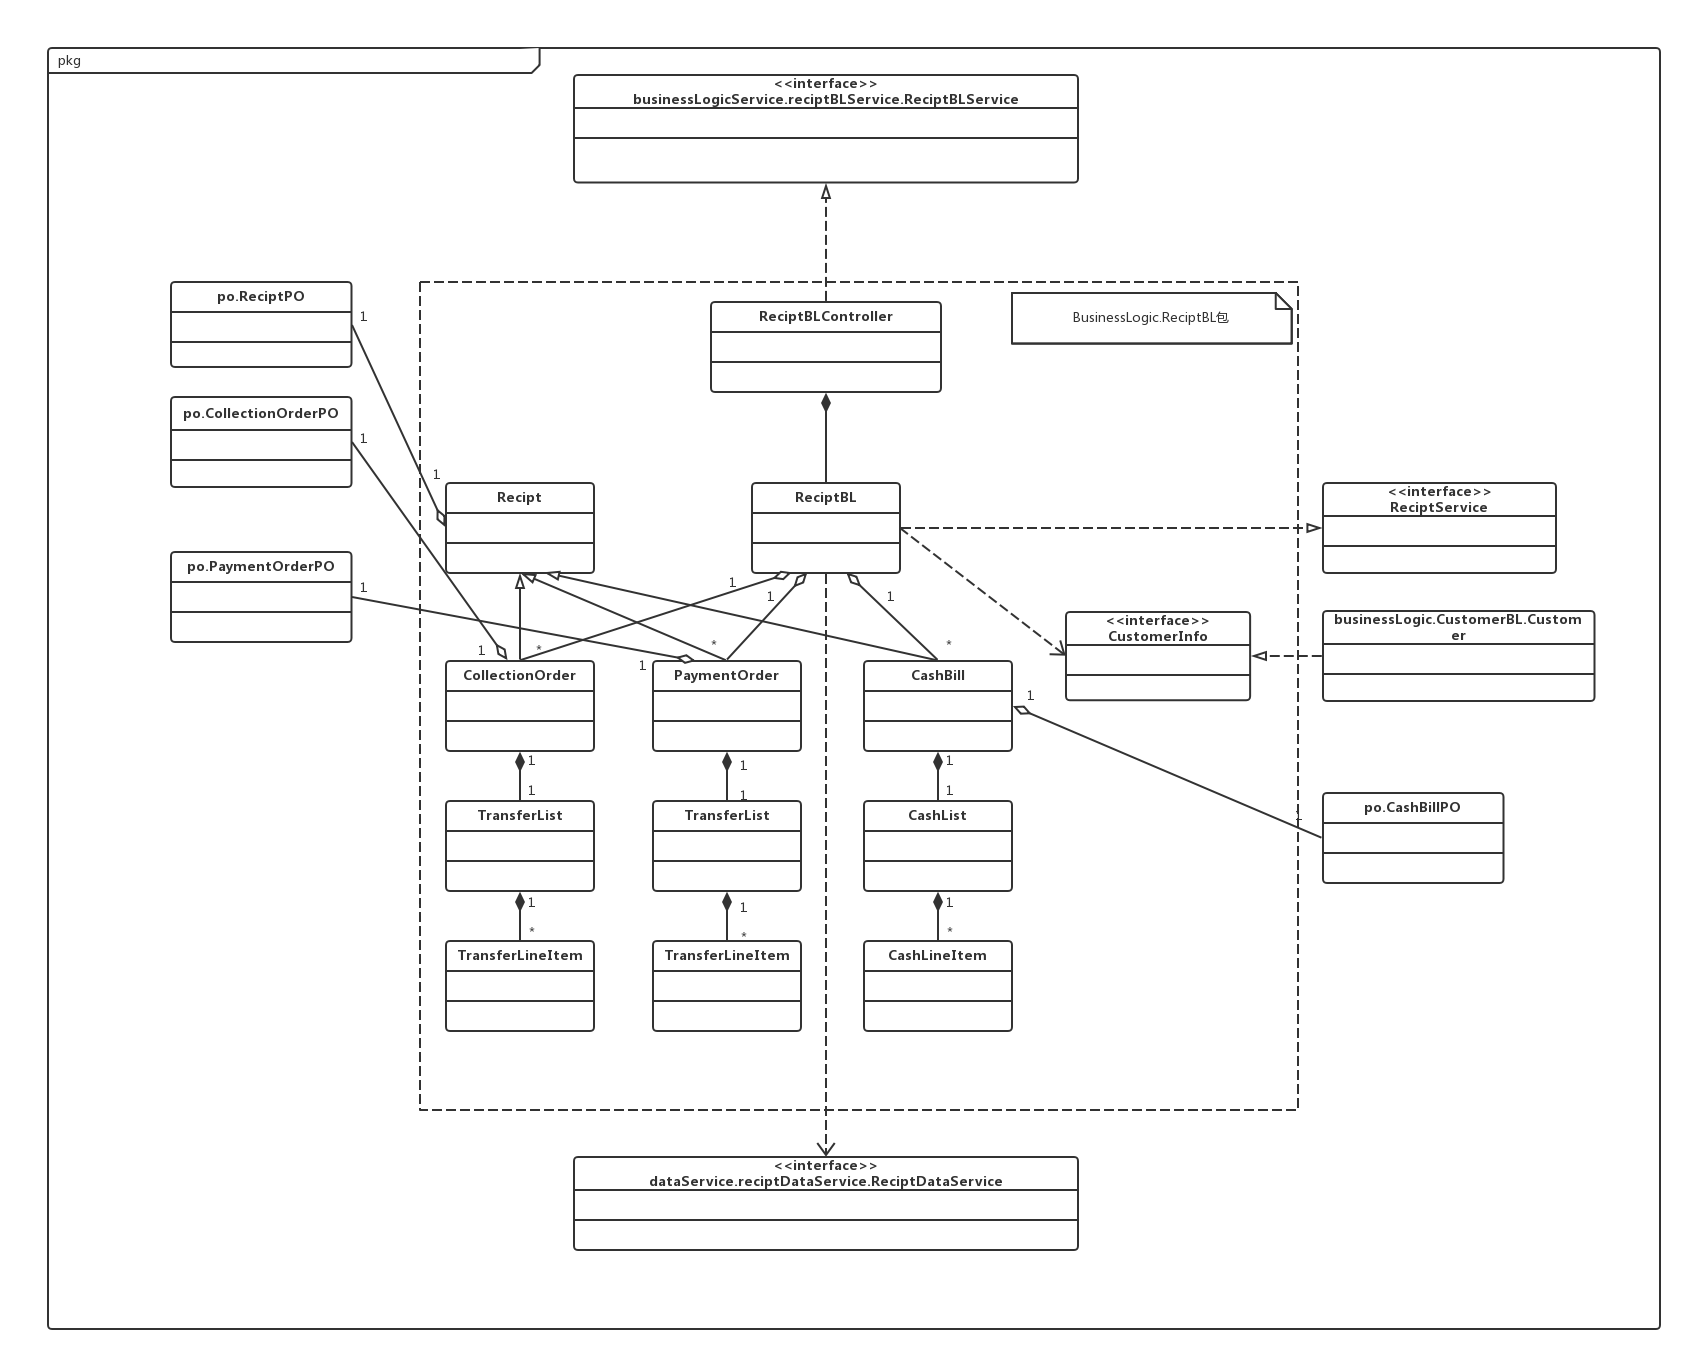 pkg
<<interface>>
businessLogicService.reciptBLService.ReciptBLService
po.ReciptPO
1
ReciptBLController
BusinessLogic.ReciptBL包
po.CollectionOrderPO
1
1
Recipt
ReciptBL
<<interface>>
ReciptService
po.PaymentOrderPO
1
1
1
1
<<interface>>
CustomerInfo
businessLogic.CustomerBL.Custom
er
1
*
1
*
*
CollectionOrder
PaymentOrder
CashBill
1
1
1
1
1
1
1
TransferList
TransferList
CashList
po.CashBillPO
1
1
1
1
*
*
*
TransferLineItem
TransferLineItem
CashLineItem
<<interface>>
dataService.reciptDataService.ReciptDataService